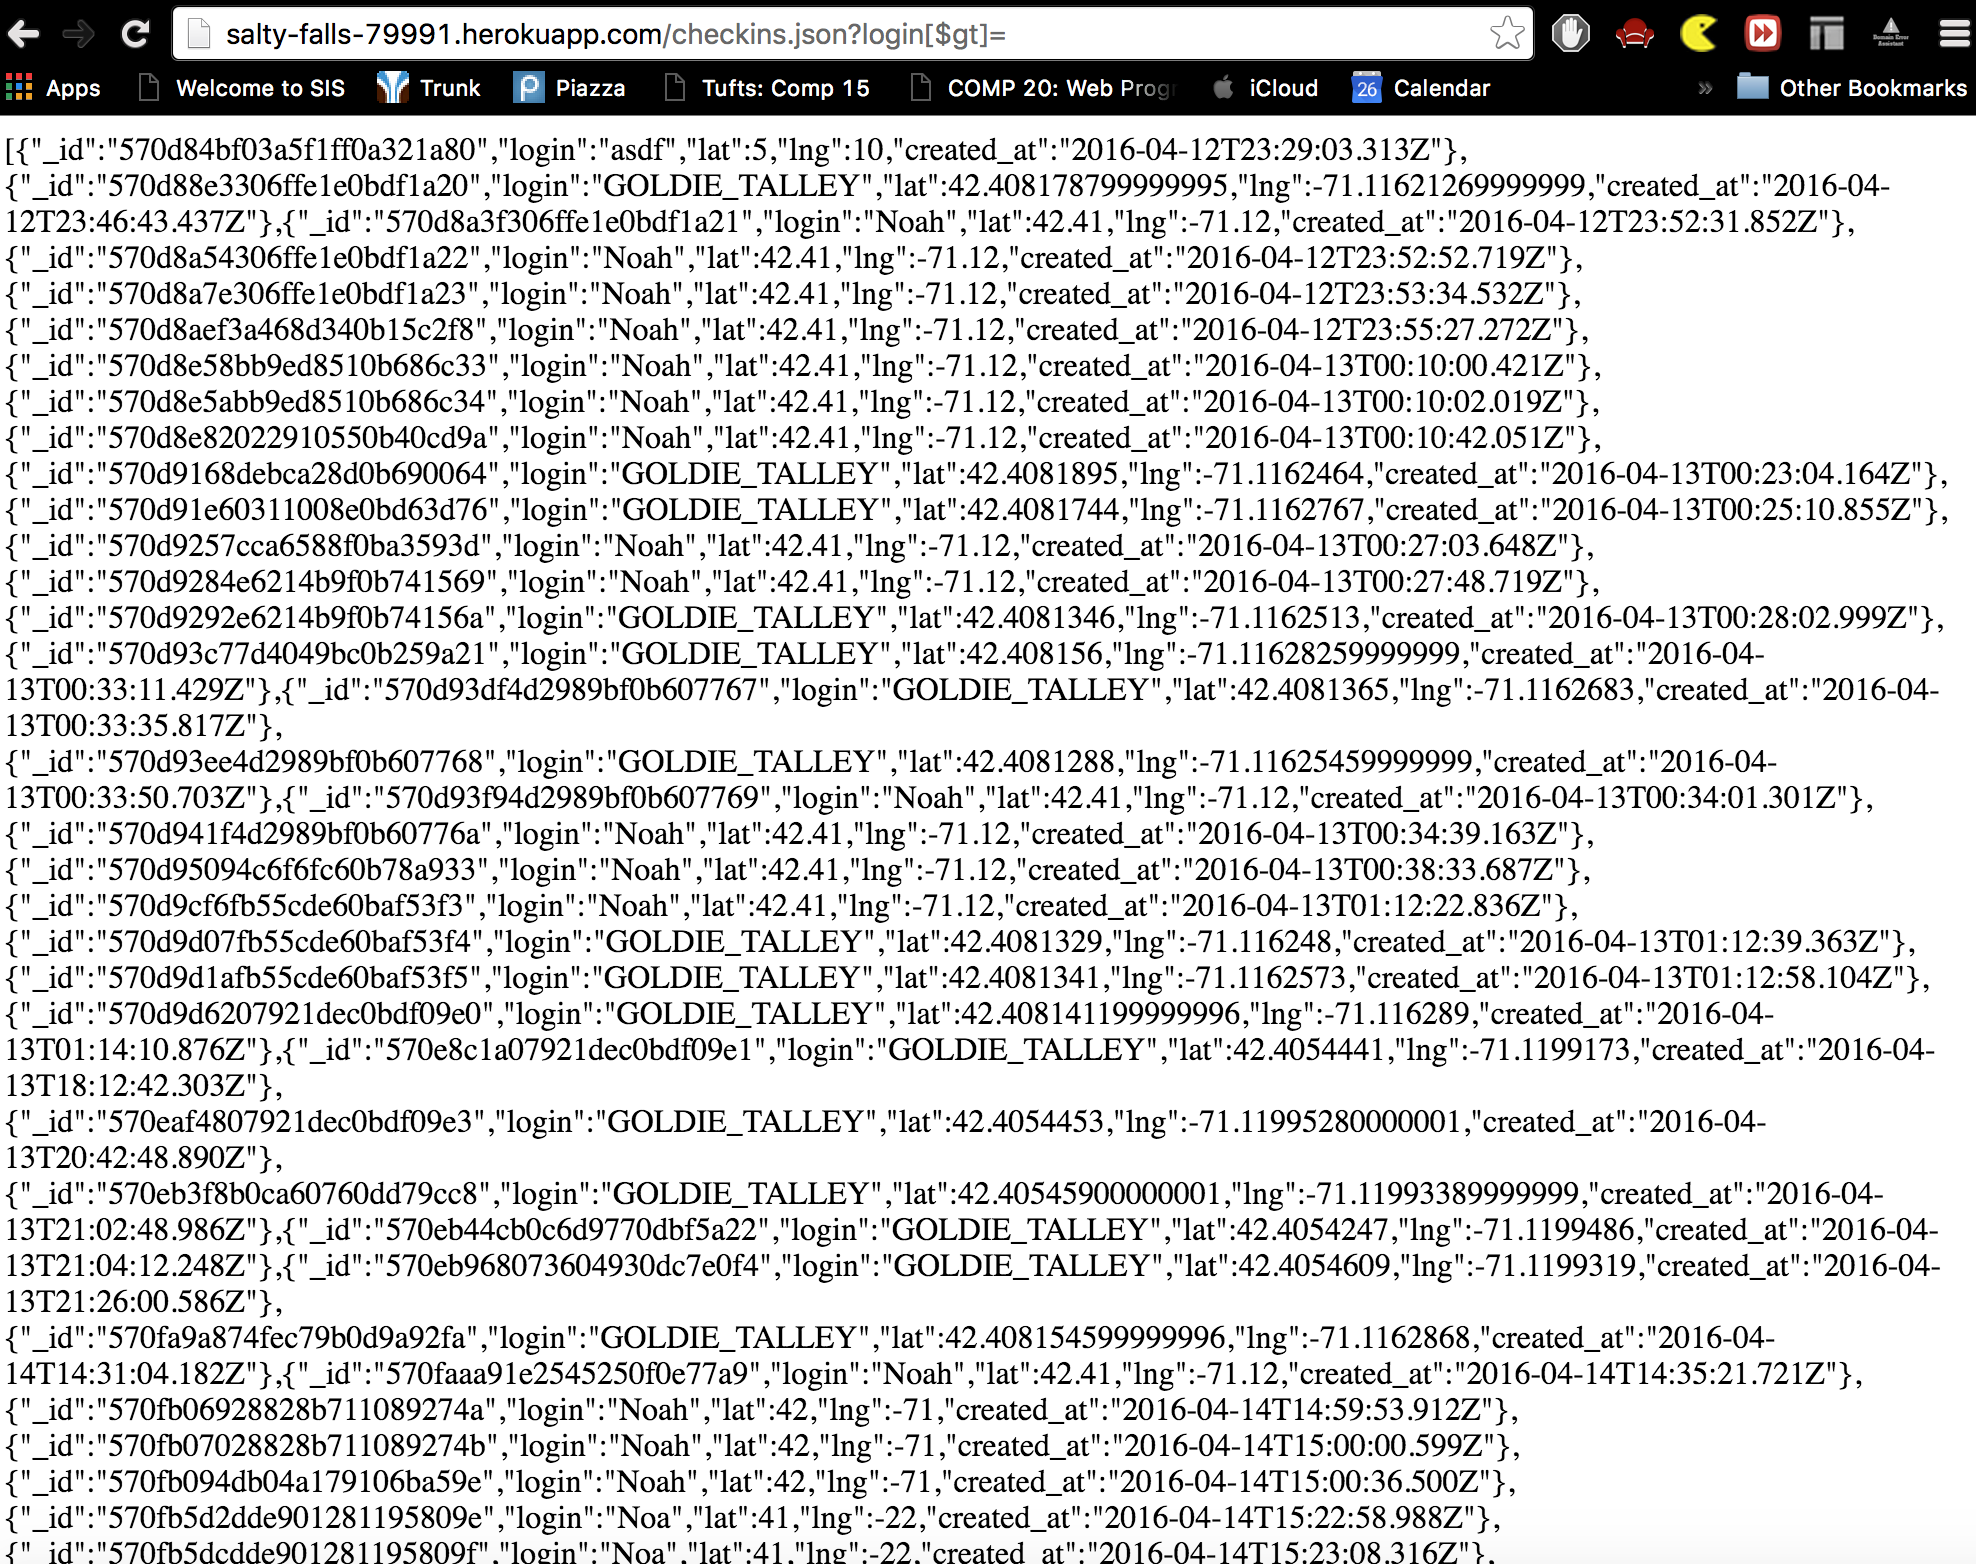 salty-falls-79991.herokuapp.com/checkins.json?login[$gt]=
Apps Welcome to SIS Trunk Piazza Tufts: Comp 15 COMP 20: Web Progr iCloud 26 Calendar » Other Bookmarks
[{"_id":"570d84bf03a5f1ff0a321a80","login":"asdf","lat":5,"lng":10,"created_at":"2016-04-12T23:29:03.313Z"},
{"_id":"570d88e3306ffe1e0bdf1a20","login":"GOLDIE_TALLEY","lat":42.408178799999995,"lng":-71.11621269999999,"created_at":"2016-04-
12T23:46:43.437Z"},{"_id":"570d8a3f306ffe1e0bdf1a21","login":"Noah","lat":42.41,"lng":-71.12,"created_at":"2016-04-12T23:52:31.852Z"},
{"_id":"570d8a54306ffe1e0bdf1a22","login":"Noah","lat":42.41,"lng":-71.12,"created_at":"2016-04-12T23:52:52.719Z"},
{"_id":"570d8a7e306ffe1e0bdf1a23","login":"Noah","lat":42.41,"lng":-71.12,"created_at":"2016-04-12T23:53:34.532Z"},
{"_id":"570d8aef3a468d340b15c2f8","login":"Noah","lat":42.41,"lng":-71.12,"created_at":"2016-04-12T23:55:27.272Z"},
{"_id":"570d8e58bb9ed8510b686c33","login":"Noah","lat":42.41,"lng":-71.12,"created_at":"2016-04-13T00:10:00.421Z"},
{"_id":"570d8e5abb9ed8510b686c34","login":"Noah","lat":42.41,"lng":-71.12,"created_at":"2016-04-13T00:10:02.019Z"},
{"_id":"570d8e82022910550b40cd9a","login":"Noah","lat":42.41,"lng":-71.12,"created_at":"2016-04-13T00:10:42.051Z"},
{"_id":"570d9168debca28d0b690064","login":"GOLDIE_TALLEY","lat":42.4081895,"lng":-71.1162464,"created_at":"2016-04-13T00:23:04.164Z"},
{"_id":"570d91e60311008e0bd63d76","login":"GOLDIE_TALLEY","lat":42.4081744,"lng":-71.1162767,"created_at":"2016-04-13T00:25:10.855Z"},
{"_id":"570d9257cca6588f0ba3593d","login":"Noah","lat":42.41,"lng":-71.12,"created_at":"2016-04-13T00:27:03.648Z"},
{"_id":"570d9284e6214b9f0b741569","login":"Noah","lat":42.41,"lng":-71.12,"created_at":"2016-04-13T00:27:48.719Z"},
{"_id":"570d9292e6214b9f0b74156a","login":"GOLDIE_TALLEY","lat":42.4081346,"lng":-71.1162513,"created_at":"2016-04-13T00:28:02.999Z"},
{"_id":"570d93c77d4049bc0b259a21","login":"GOLDIE_TALLEY","lat":42.408156,"lng":-71.11628259999999,"created_at":"2016-04-
13T00:33:11.429Z"},{"_id":"570d93df4d2989bf0b607767","login":"GOLDIE_TALLEY","lat":42.4081365,"lng":-71.1162683,"created_at":"2016-04-
13T00:33:35.817Z"},
{"_id":"570d93ee4d2989bf0b607768","login":"GOLDIE_TALLEY","lat":42.4081288,"lng":-71.11625459999999,"created_at":"2016-04-
13T00:33:50.703Z"},{"_id":"570d93f94d2989bf0b607769","login":"Noah","lat":42.41,"lng":-71.12,"created_at":"2016-04-13T00:34:01.301Z"},
{"_id":"570d941f4d2989bf0b60776a","login":"Noah","lat":42.41,"lng":-71.12,"created_at":"2016-04-13T00:34:39.163Z"},
{"_id":"570d95094c6f6fc60b78a933","login":"Noah","lat":42.41,"lng":-71.12,"created_at":"2016-04-13T00:38:33.687Z"},
{"_id":"570d9cf6fb55cde60baf53f3","login":"Noah","lat":42.41,"lng":-71.12,"created_at":"2016-04-13T01:12:22.836Z"},
{"_id":"570d9d07fb55cde60baf53f4","login":"GOLDIE_TALLEY","lat":42.4081329,"lng":-71.116248,"created_at":"2016-04-13T01:12:39.363Z"},
{"_id":"570d9d1afb55cde60baf53f5","login":"GOLDIE_TALLEY","lat":42.4081341,"lng":-71.1162573,"created_at":"2016-04-13T01:12:58.104Z"},
{"_id":"570d9d6207921dec0bdf09e0","login":"GOLDIE_TALLEY","lat":42.408141199999996,"lng":-71.116289,"created_at":"2016-04-
13T01:14:10.876Z"},{"_id":"570e8c1a07921dec0bdf09e1","login":"GOLDIE_TALLEY","lat":42.4054441,"lng":-71.1199173,"created_at":"2016-04-
13T18:12:42.303Z"},
{"_id":"570eaf4807921dec0bdf09e3","login":"GOLDIE_TALLEY","lat":42.4054453,"lng":-71.11995280000001,"created_at":"2016-04-
13T20:42:48.890Z"},
{"_id":"570eb3f8b0ca60760dd79cc8","login":"GOLDIE_TALLEY","lat":42.40545900000001,"lng":-71.11993389999999,"created_at":"2016-04-
13T21:02:48.986Z"},{"_id":"570eb44cb0c6d9770dbf5a22","login":"GOLDIE_TALLEY","lat":42.4054247,"lng":-71.1199486,"created_at":"2016-04-
13T21:04:12.248Z"},{"_id":"570eb968073604930dc7e0f4","login":"GOLDIE_TALLEY","lat":42.4054609,"lng":-71.1199319,"created_at":"2016-04-
13T21:26:00.586Z"},
{"_id":"570fa9a874fec79b0d9a92fa","login":"GOLDIE_TALLEY","lat":42.408154599999996,"lng":-71.1162868,"created_at":"2016-04-
14T14:31:04.182Z"},{"_id":"570faaa91e2545250f0e77a9","login":"Noah","lat":42.41,"lng":-71.12,"created_at":"2016-04-14T14:35:21.721Z"},
{"_id":"570fb06928828b711089274a","login":"Noah","lat":42,"lng":-71,"created_at":"2016-04-14T14:59:53.912Z"},
{"_id":"570fb07028828b711089274b","login":"Noah","lat":42,"lng":-71,"created_at":"2016-04-14T15:00:00.599Z"},
{"_id":"570fb094db04a179106ba59e","login":"Noah","lat":42,"lng":-71,"created_at":"2016-04-14T15:00:36.500Z"},
{"_id":"570fb5d2dde901281195809e","login":"Noa","lat":41,"lng":-22,"created_at":"2016-04-14T15:22:58.988Z"},
{"_id":"570fb5dcdde901281195809f","login":"Noa","lat":41,"lng":-22,"created_at":"2016-04-14T15:23:08.316Z"},